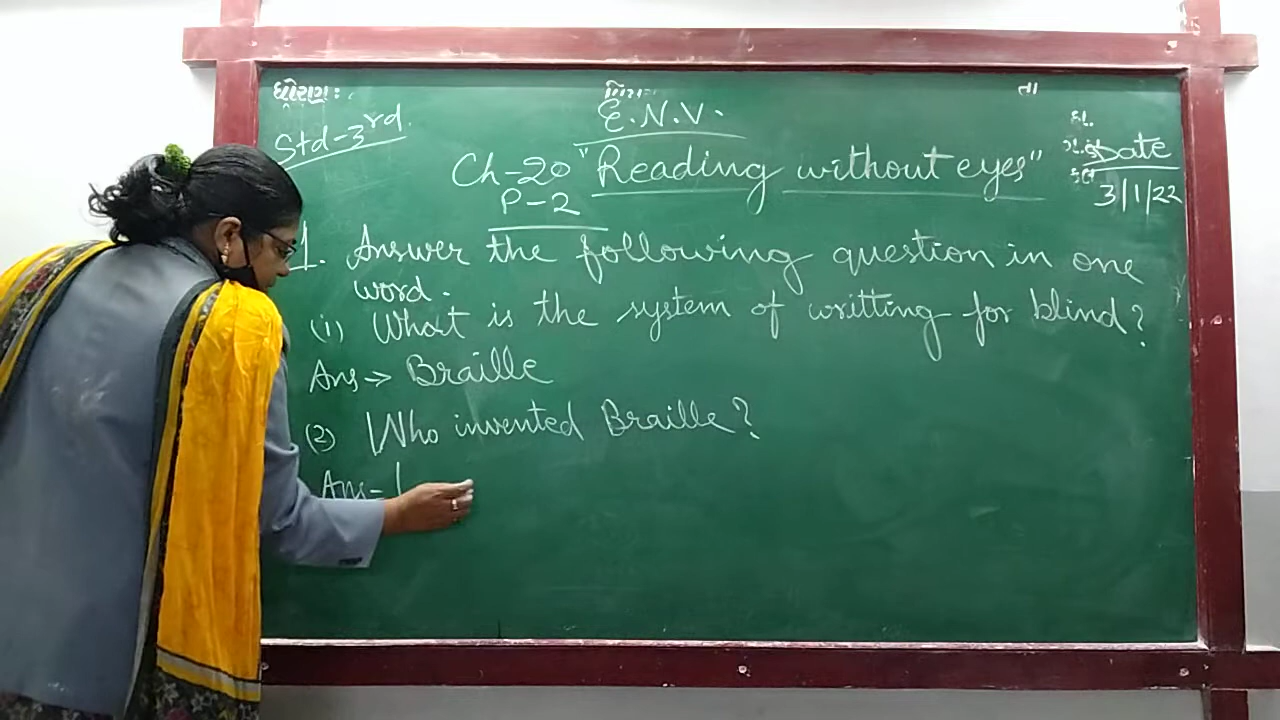 ધોરણ :
તા
Std-3rd.
E.N.V.
Date
3/1/22
Ch-20 "Reading without eyes"
P-2
1. Answer the following question in one
word.
(i) What is the system of writting for blind?
Ans → Braille
(2) Who invented Braille?
Ans- L